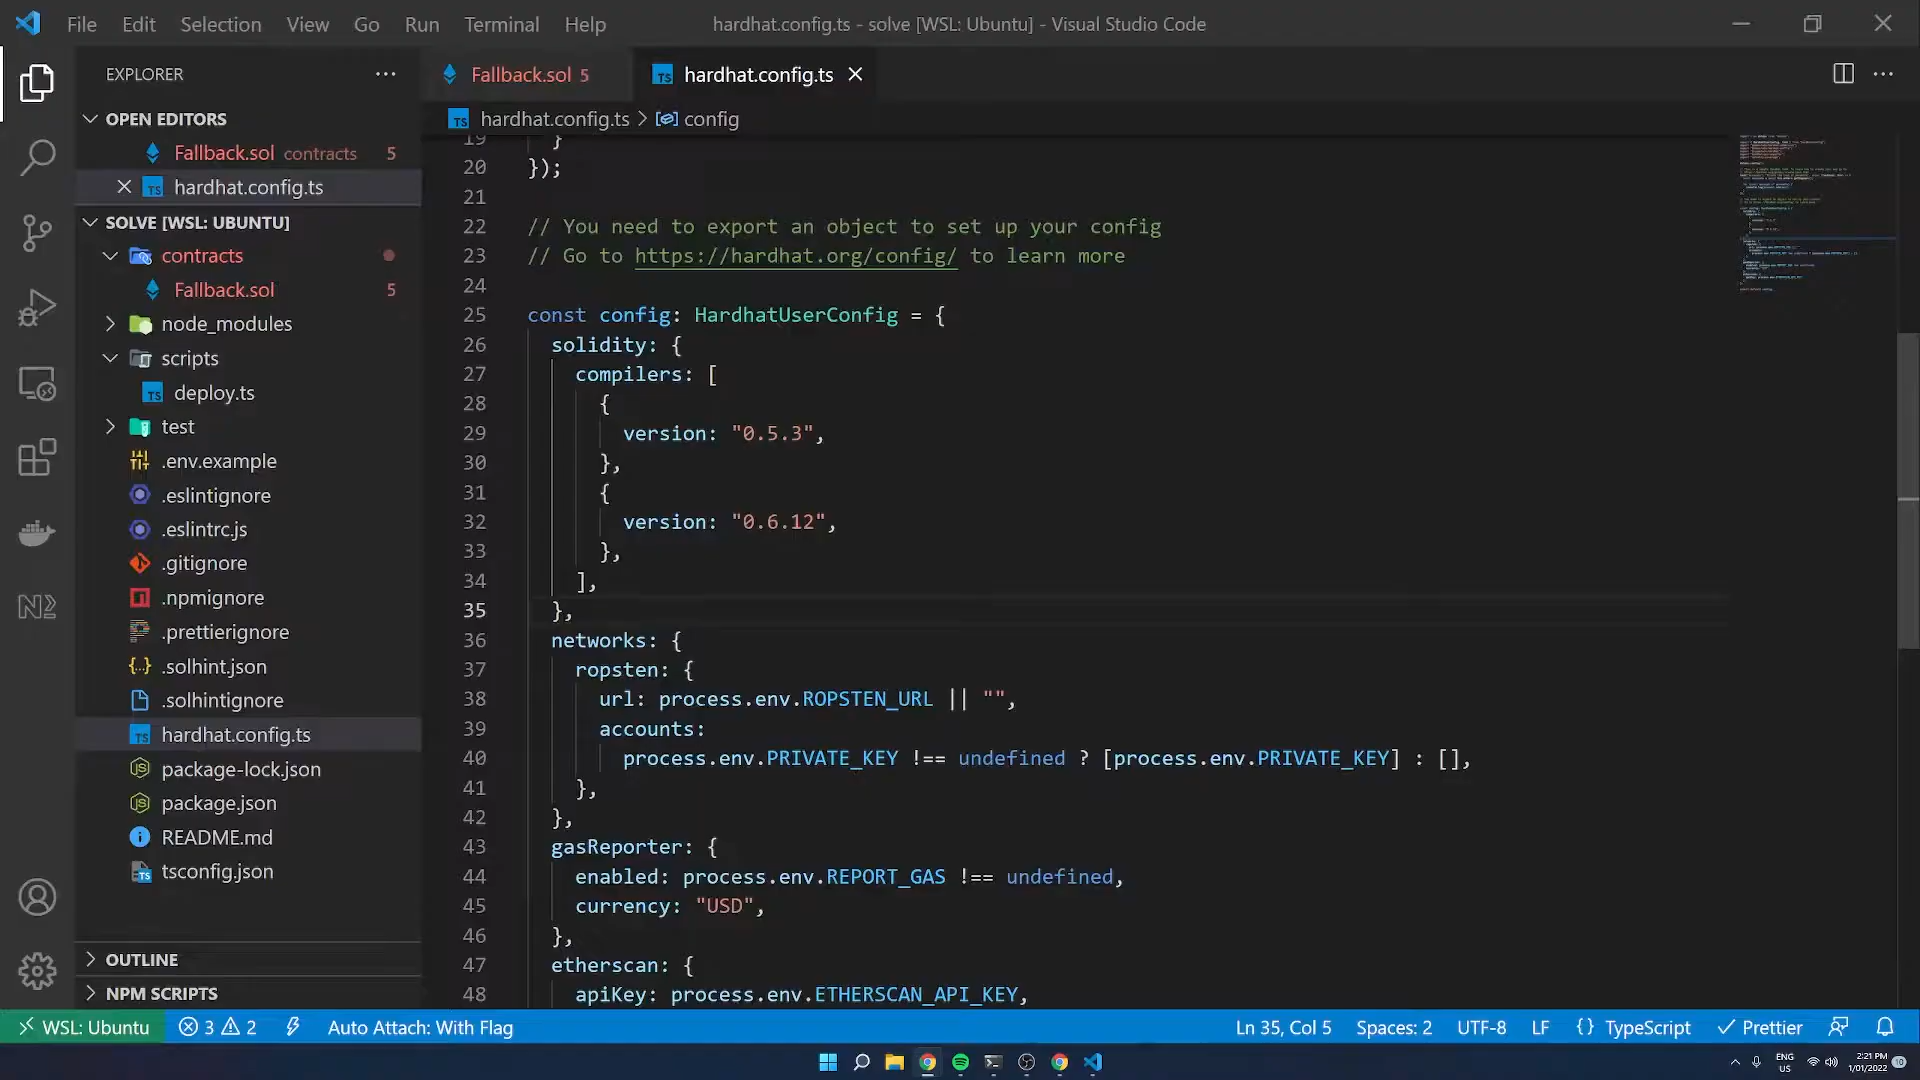 File Edit Selection View Go Run Terminal Help
hardhat.config.ts - solve [WSL: Ubuntu] - Visual Studio Code
EXPLORER
OPEN EDITORS
Fallback.sol contracts 5
hardhat.config.ts
SOLVE [WSL: UBUNTU]
contracts
Fallback.sol 5
node_modules
scripts
deploy.ts
test
.env.example
.eslintignore
.eslintrc.js
.gitignore
.npmignore
.prettierignore
.solhint.json
.solhintignore
hardhat.config.ts
package-lock.json
package.json
README.md
tsconfig.json
OUTLINE
NPM SCRIPTS
Fallback.sol 5
hardhat.config.ts
hardhat.config.ts > config
19 }
20 });
21
22 // You need to export an object to set up your config
23 // Go to https://hardhat.org/config/ to learn more
24
25 const config: HardhatUserConfig = {
26 solidity: {
27 compilers: [
28 {
29 version: "0.5.3",
30 },
31 {
32 version: "0.6.12",
33 },
34 ],
35 },
36 networks: {
37 ropsten: {
38 url: process.env.ROPSTEN_URL || "",
39 accounts:
40 process.env.PRIVATE_KEY !== undefined ? [process.env.PRIVATE_KEY] : [],
41 },
42 },
43 gasReporter: {
44 enabled: process.env.REPORT_GAS !== undefined,
45 currency: "USD",
46 },
47 etherscan: {
48 apiKey: process.env.ETHERSCAN_API_KEY,
WSL: Ubuntu 3 2 Auto Attach: With Flag Ln 35, Col 5 Spaces: 2 UTF-8 LF {} TypeScript Prettier
ENG
US
2:21 PM
1/01/2022